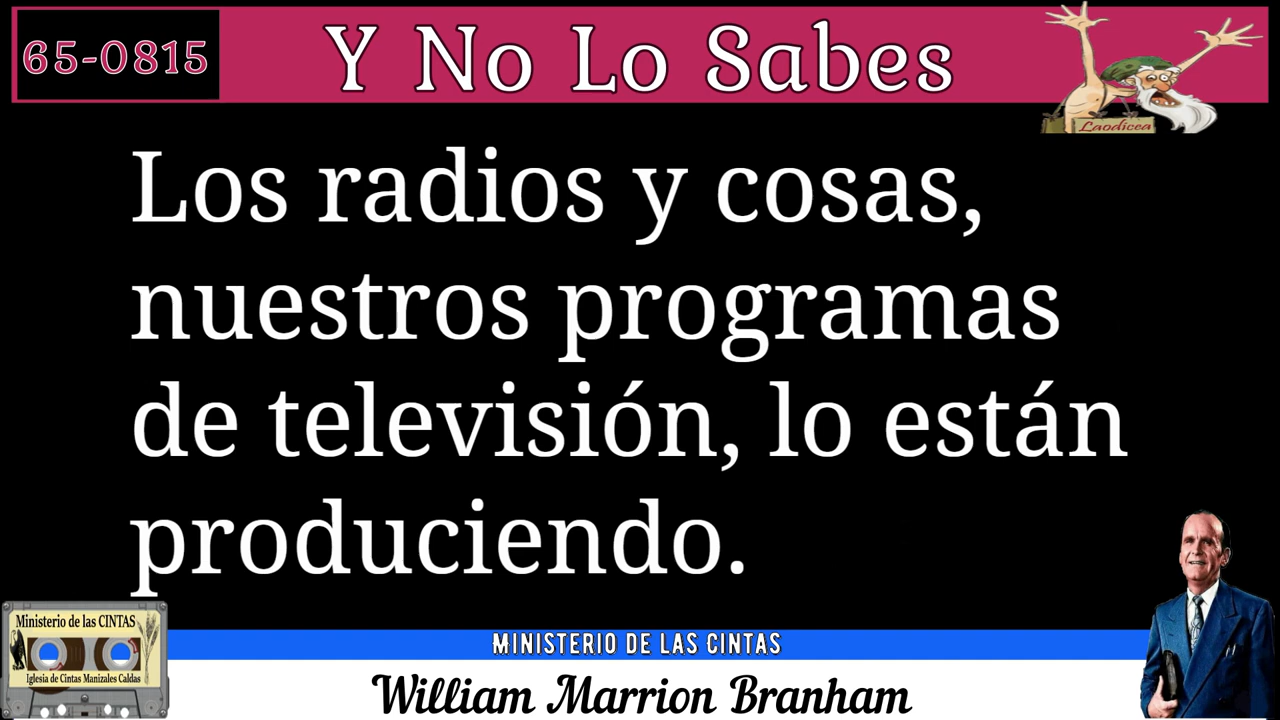 65-0815
Y No Lo Sabes
Laodicea
Los radios y cosas,
nuestros programas
de televisión, lo están
produciendo.
Ministerio de las CINTAS
Iglesia de Cintas Manizales Caldas
MINISTERIO DE LAS CINTAS
William Marrion Branham